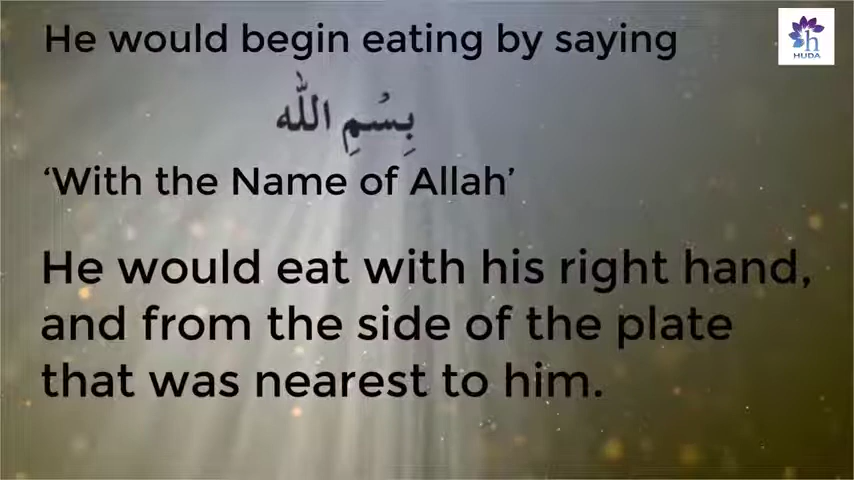 He would begin eating by saying
بِسْمِ اللّٰه
‘With the Name of Allah’
He would eat with his right hand,
and from the side of the plate
that was nearest to him.
h
HUDA